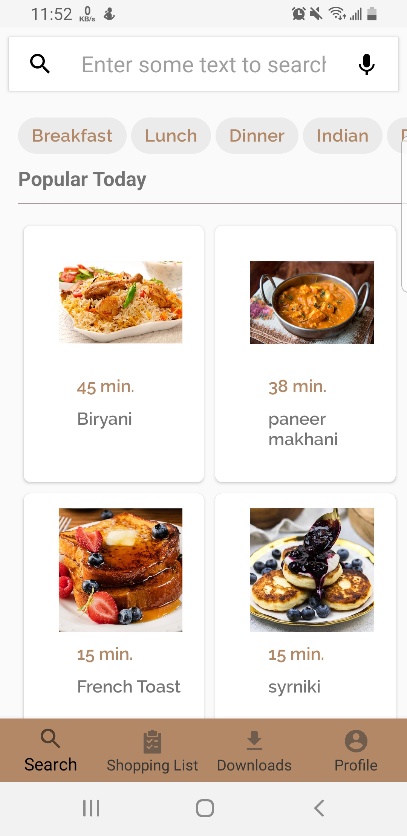 11:52 0 KB/s
Enter some text to search
Breakfast Lunch Dinner Indian
Popular Today
45 min. 38 min.
Biryani paneer
makhani
15 min. 15 min.
French Toast syrniki
Search Shopping List Downloads Profile